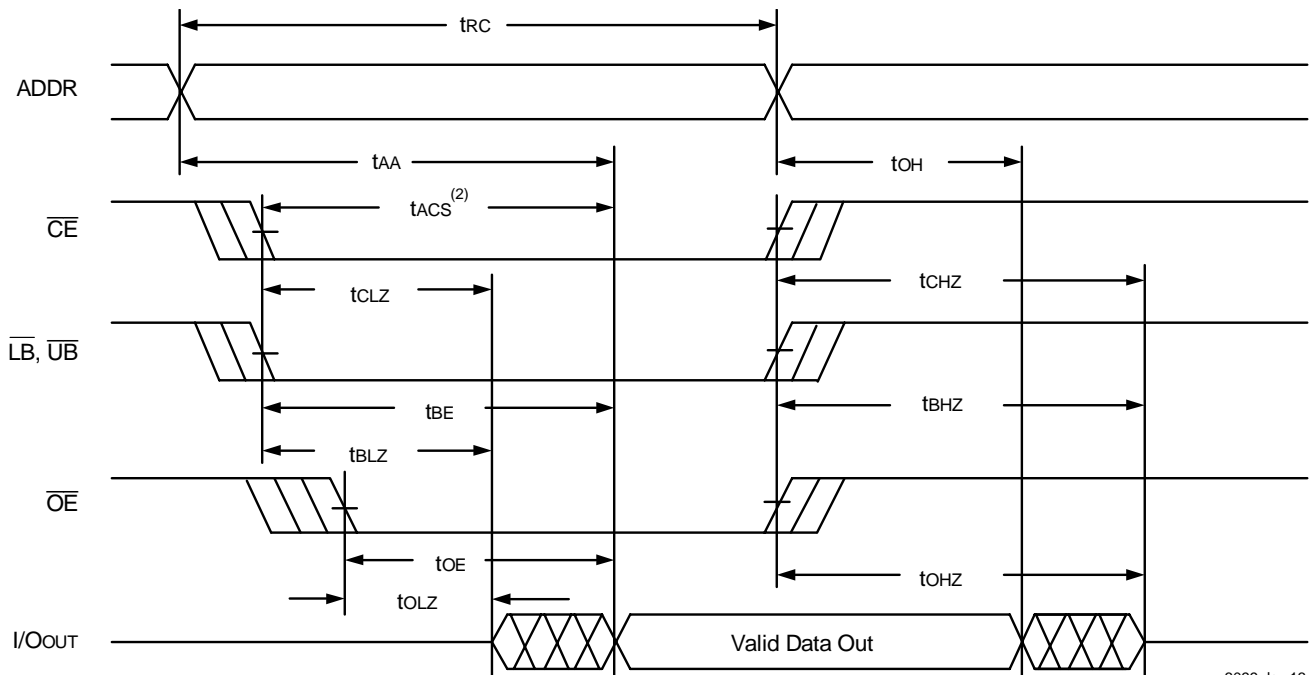 tRC
ADDR
tAA
tOH
tACS(2)
CE
tCHZ
tCLZ
LB, UB
tBE
tBHZ
tBLZ
OE
tOE
tOHZ
tOLZ
I/OOUT
Valid Data Out